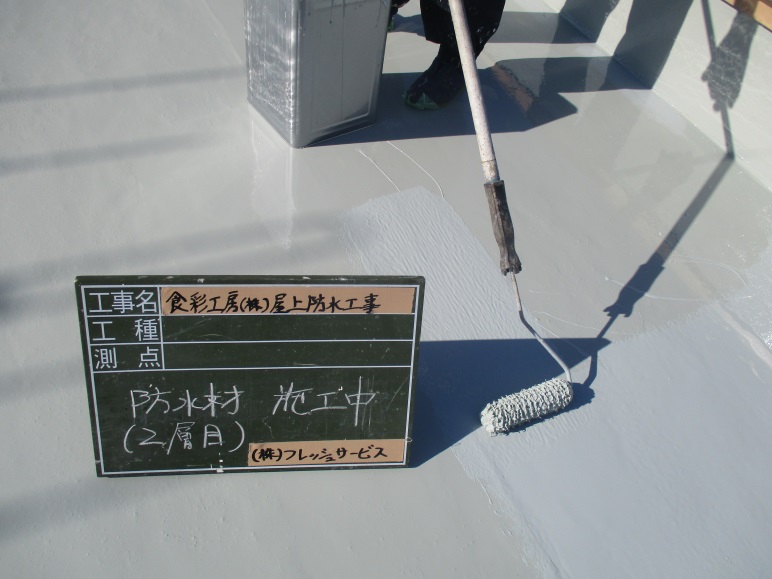 工事名 食彩工房(株)屋上防水工事
工種
測点
防水材 施工中
(2層目)
(株)フレッシュサービス